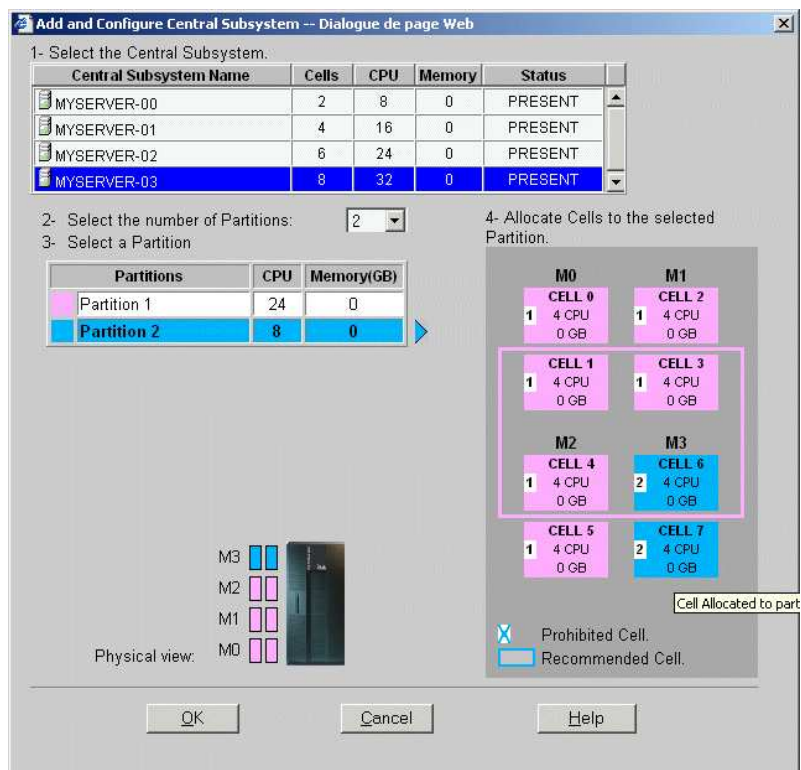 Add and Configure Central Subsystem -- Dialogue de page Web
1- Select the Central Subsystem.
Central Subsystem Name Cells CPU Memory Status
MYSERVER-00 2 8 0 PRESENT
MYSERVER-01 4 16 0 PRESENT
MYSERVER-02 6 24 0 PRESENT
MYSERVER-03 8 32 0 PRESENT
2- Select the number of Partitions: 2
3- Select a Partition
Partitions CPU Memory(GB)
Partition 1 24 0
Partition 2 8 0
4- Allocate Cells to the selected
Partition.
M0 M1
CELL 0 CELL 2
1 4 CPU 1 4 CPU
0 GB 0 GB
CELL 1 CELL 3
1 4 CPU 1 4 CPU
0 GB 0 GB
M2 M3
CELL 4 CELL 6
1 4 CPU 2 4 CPU
0 GB 0 GB
CELL 5 CELL 7
1 4 CPU 2 4 CPU
0 GB 0 GB
Cell Allocated to part
X Prohibited Cell.
Recommended Cell.
M3
M2
M1
Physical view: M0
OK Cancel Help